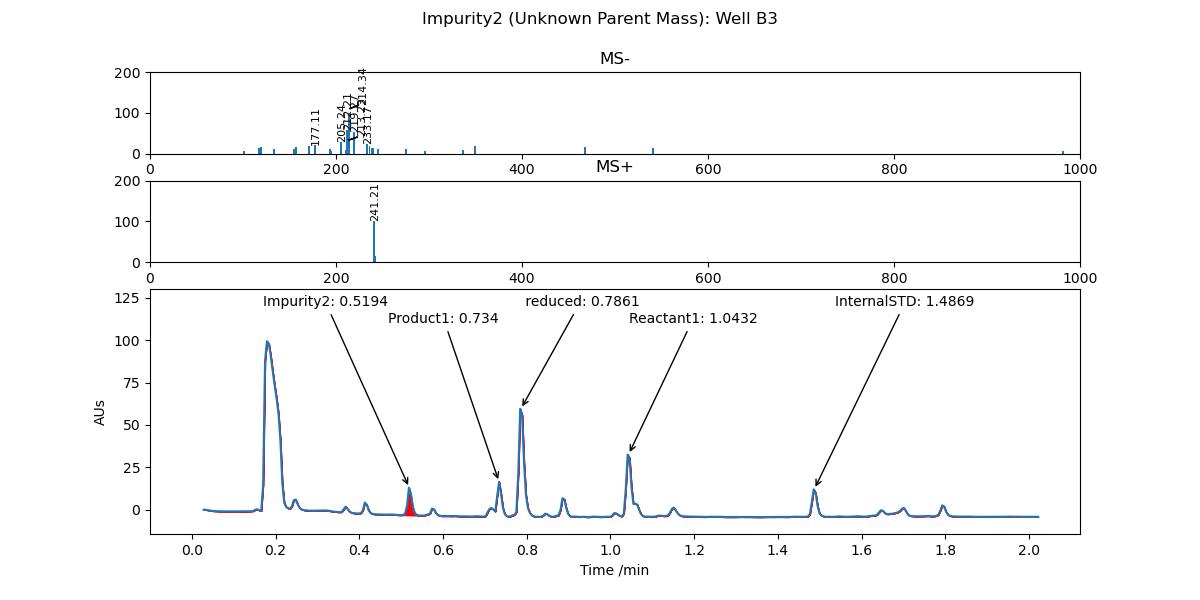 Impurity2 (Unknown Parent Mass): Well B3
MS-
200
100
0
177.11
205.24
214.34
233.17
0 200 400 600 800 1000
MS+
200
100
0
241.21
0 200 400 600 800 1000
125
100
75
50
25
0
AUs
Impurity2: 0.5194
reduced: 0.7861
InternalSTD: 1.4869
Product1: 0.734
Reactant1: 1.0432
0.0 0.2 0.4 0.6 0.8 1.0 1.2 1.4 1.6 1.8 2.0
Time /min